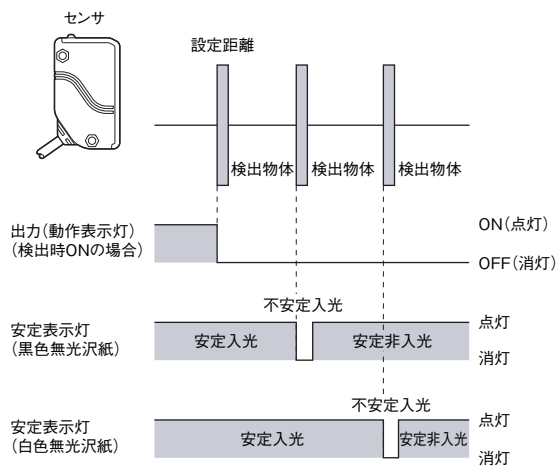 センサ
設定距離
検出物体
検出物体
検出物体
出力(動作表示灯)
(検出時ONの場合)
ON(点灯)
OFF(消灯)
不安定入光
安定表示灯
(黒色無光沢紙)
安定入光
安定非入光
点灯
消灯
不安定入光
安定表示灯
(白色無光沢紙)
安定入光
安定非入光
点灯
消灯